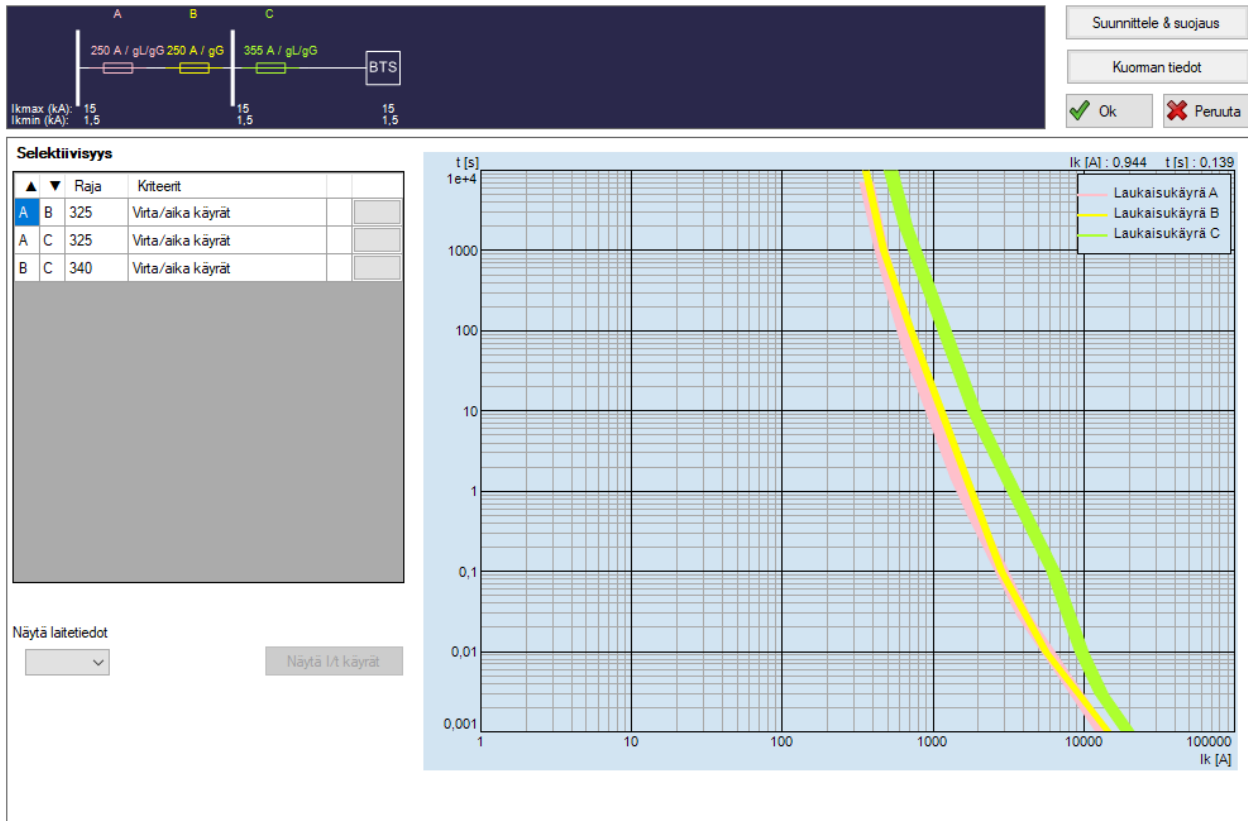 A B C
250 A / gL/gG 250 A / gG 355 A / gL/gG
BTS
Ikmax (kA): 15 15 15
Ikmin (kA): 1,5 1,5 1,5
Suunnittele & suojaus
Kuorman tiedot
Ok Peruuta
Selektiivisyys
▲ ▼ Raja Kriteerit
A B 325 Virta/aika käyrät
A C 325 Virta/aika käyrät
B C 340 Virta/aika käyrät
Näytä laitetiedot
Näytä I/t käyrät
t [s] Ik [A] : 0,944 t [s] : 0,139
1e+4
1000
100
10
1
0,1
0,01
0,001
Laukaisukäyrä A
Laukaisukäyrä B
Laukaisukäyrä C
1 10 100 1000 10000 100000
Ik [A]